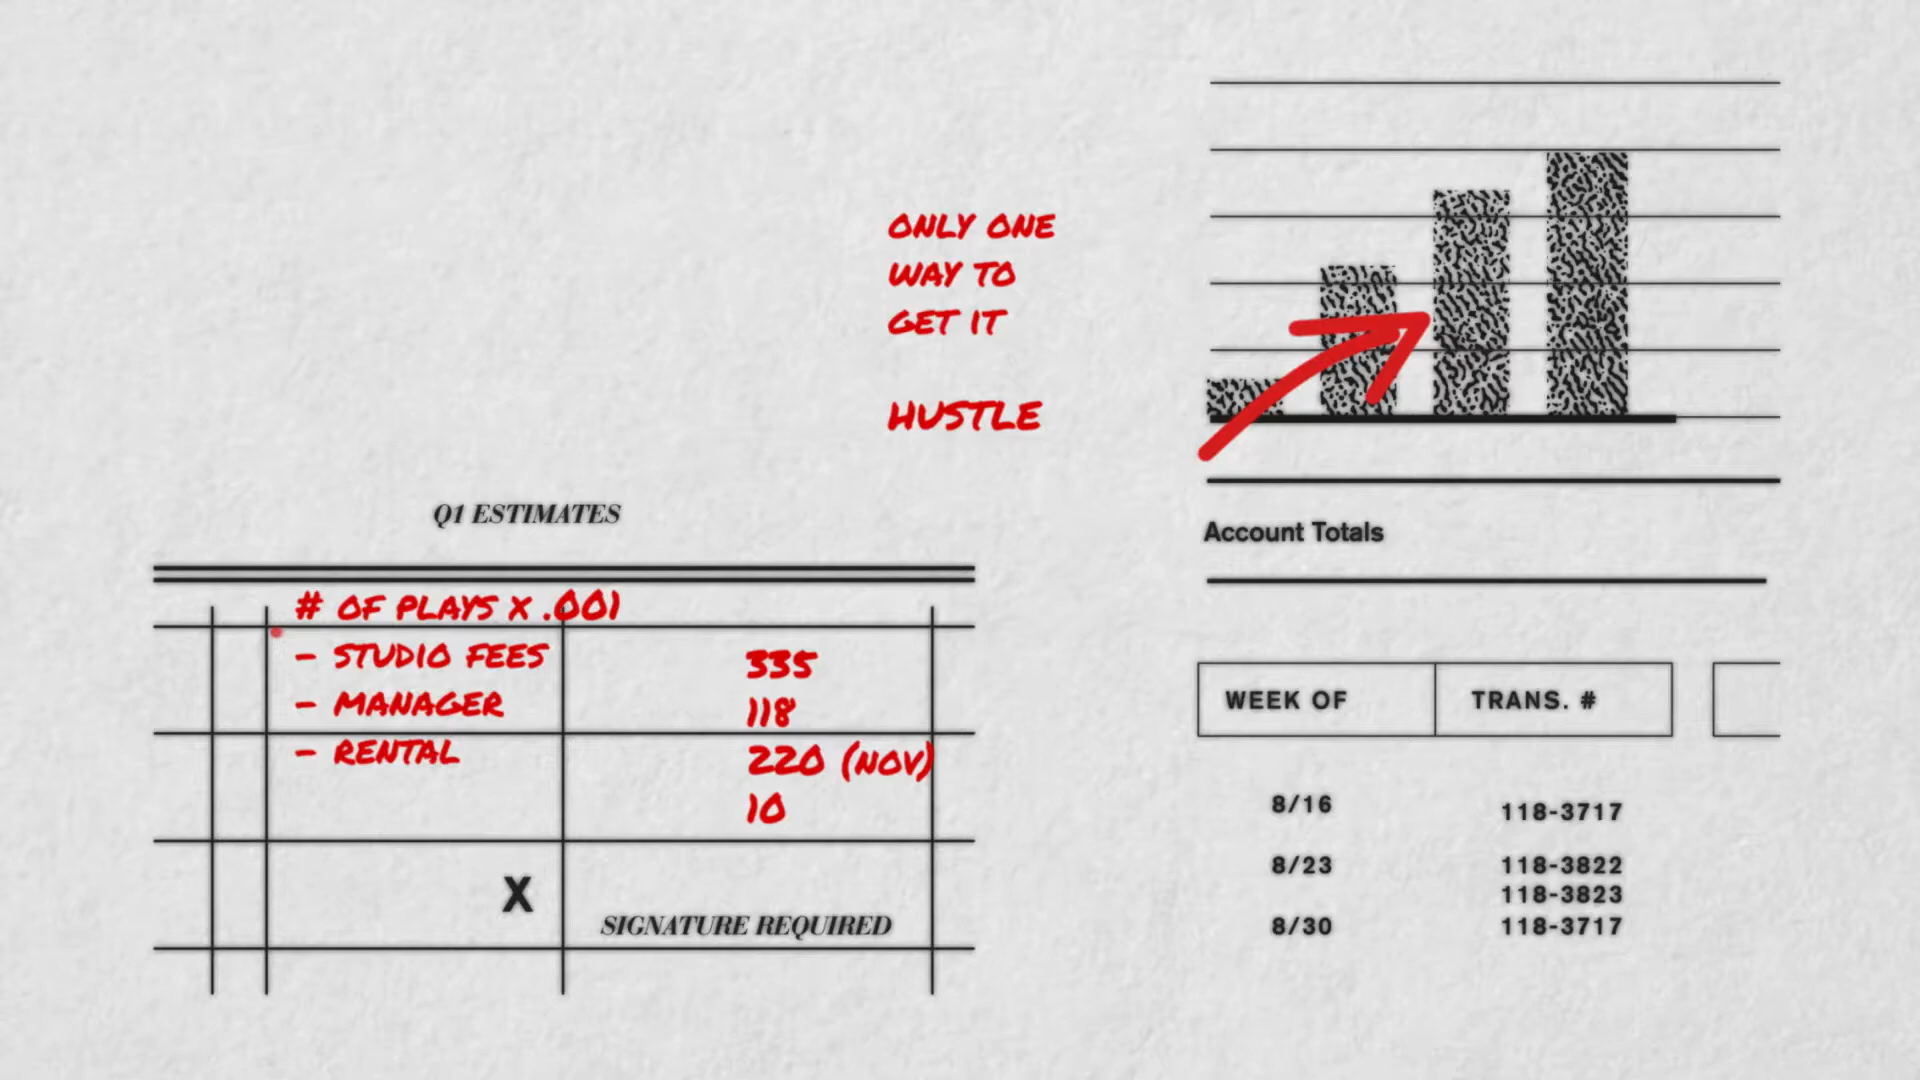 ONLY ONE
WAY TO
GET IT
HUSTLE
Q1 ESTIMATES
# OF PLAYS X .001
- STUDIO FEES
- MANAGER
- RENTAL
335
118
220 (NOV)
10
X
SIGNATURE REQUIRED
Account Totals
WEEK OF TRANS. #
8/16 118-3717
8/23 118-3822
118-3823
8/30 118-3717